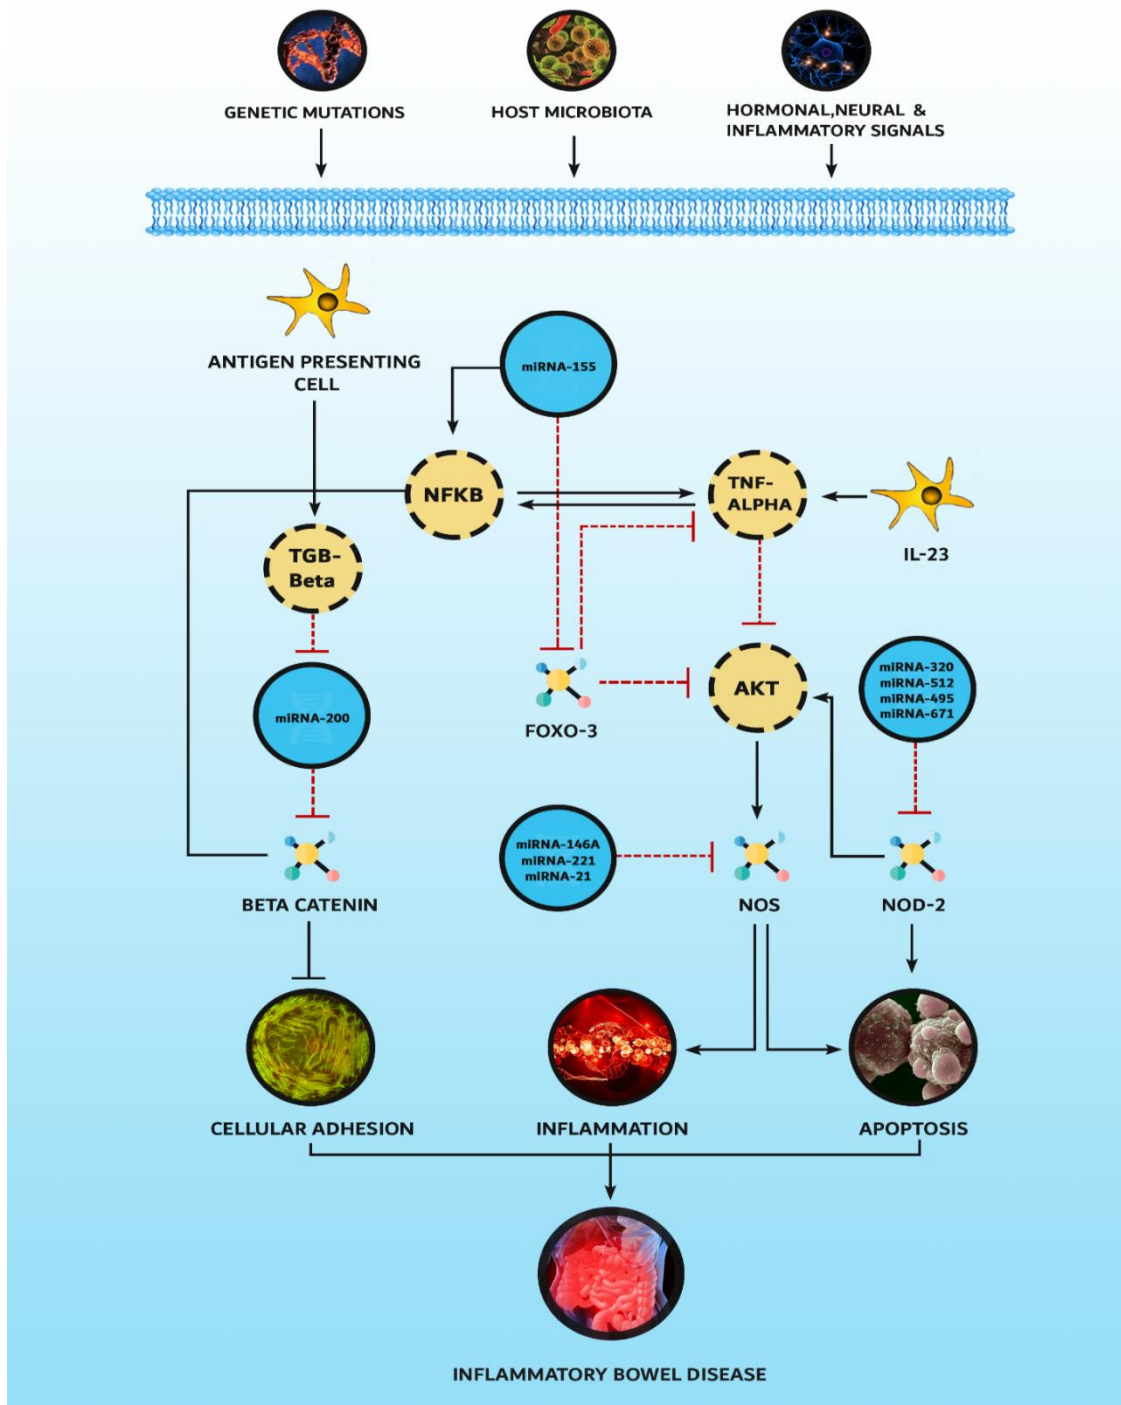 GENETIC MUTATIONS
HOST MICROBIOTA
HORMONAL,NEURAL &
INFLAMMATORY SIGNALS
ANTIGEN PRESENTING
CELL
miRNA-155
NFKB
TNF-
ALPHA
IL-23
TGB-
Beta
miRNA-200
FOXO-3
AKT
miRNA-320
miRNA-512
miRNA-495
miRNA-671
miRNA-146A
miRNA-221
miRNA-21
BETA CATENIN
NOS
NOD-2
CELLULAR ADHESION
INFLAMMATION
APOPTOSIS
INFLAMMATORY BOWEL DISEASE